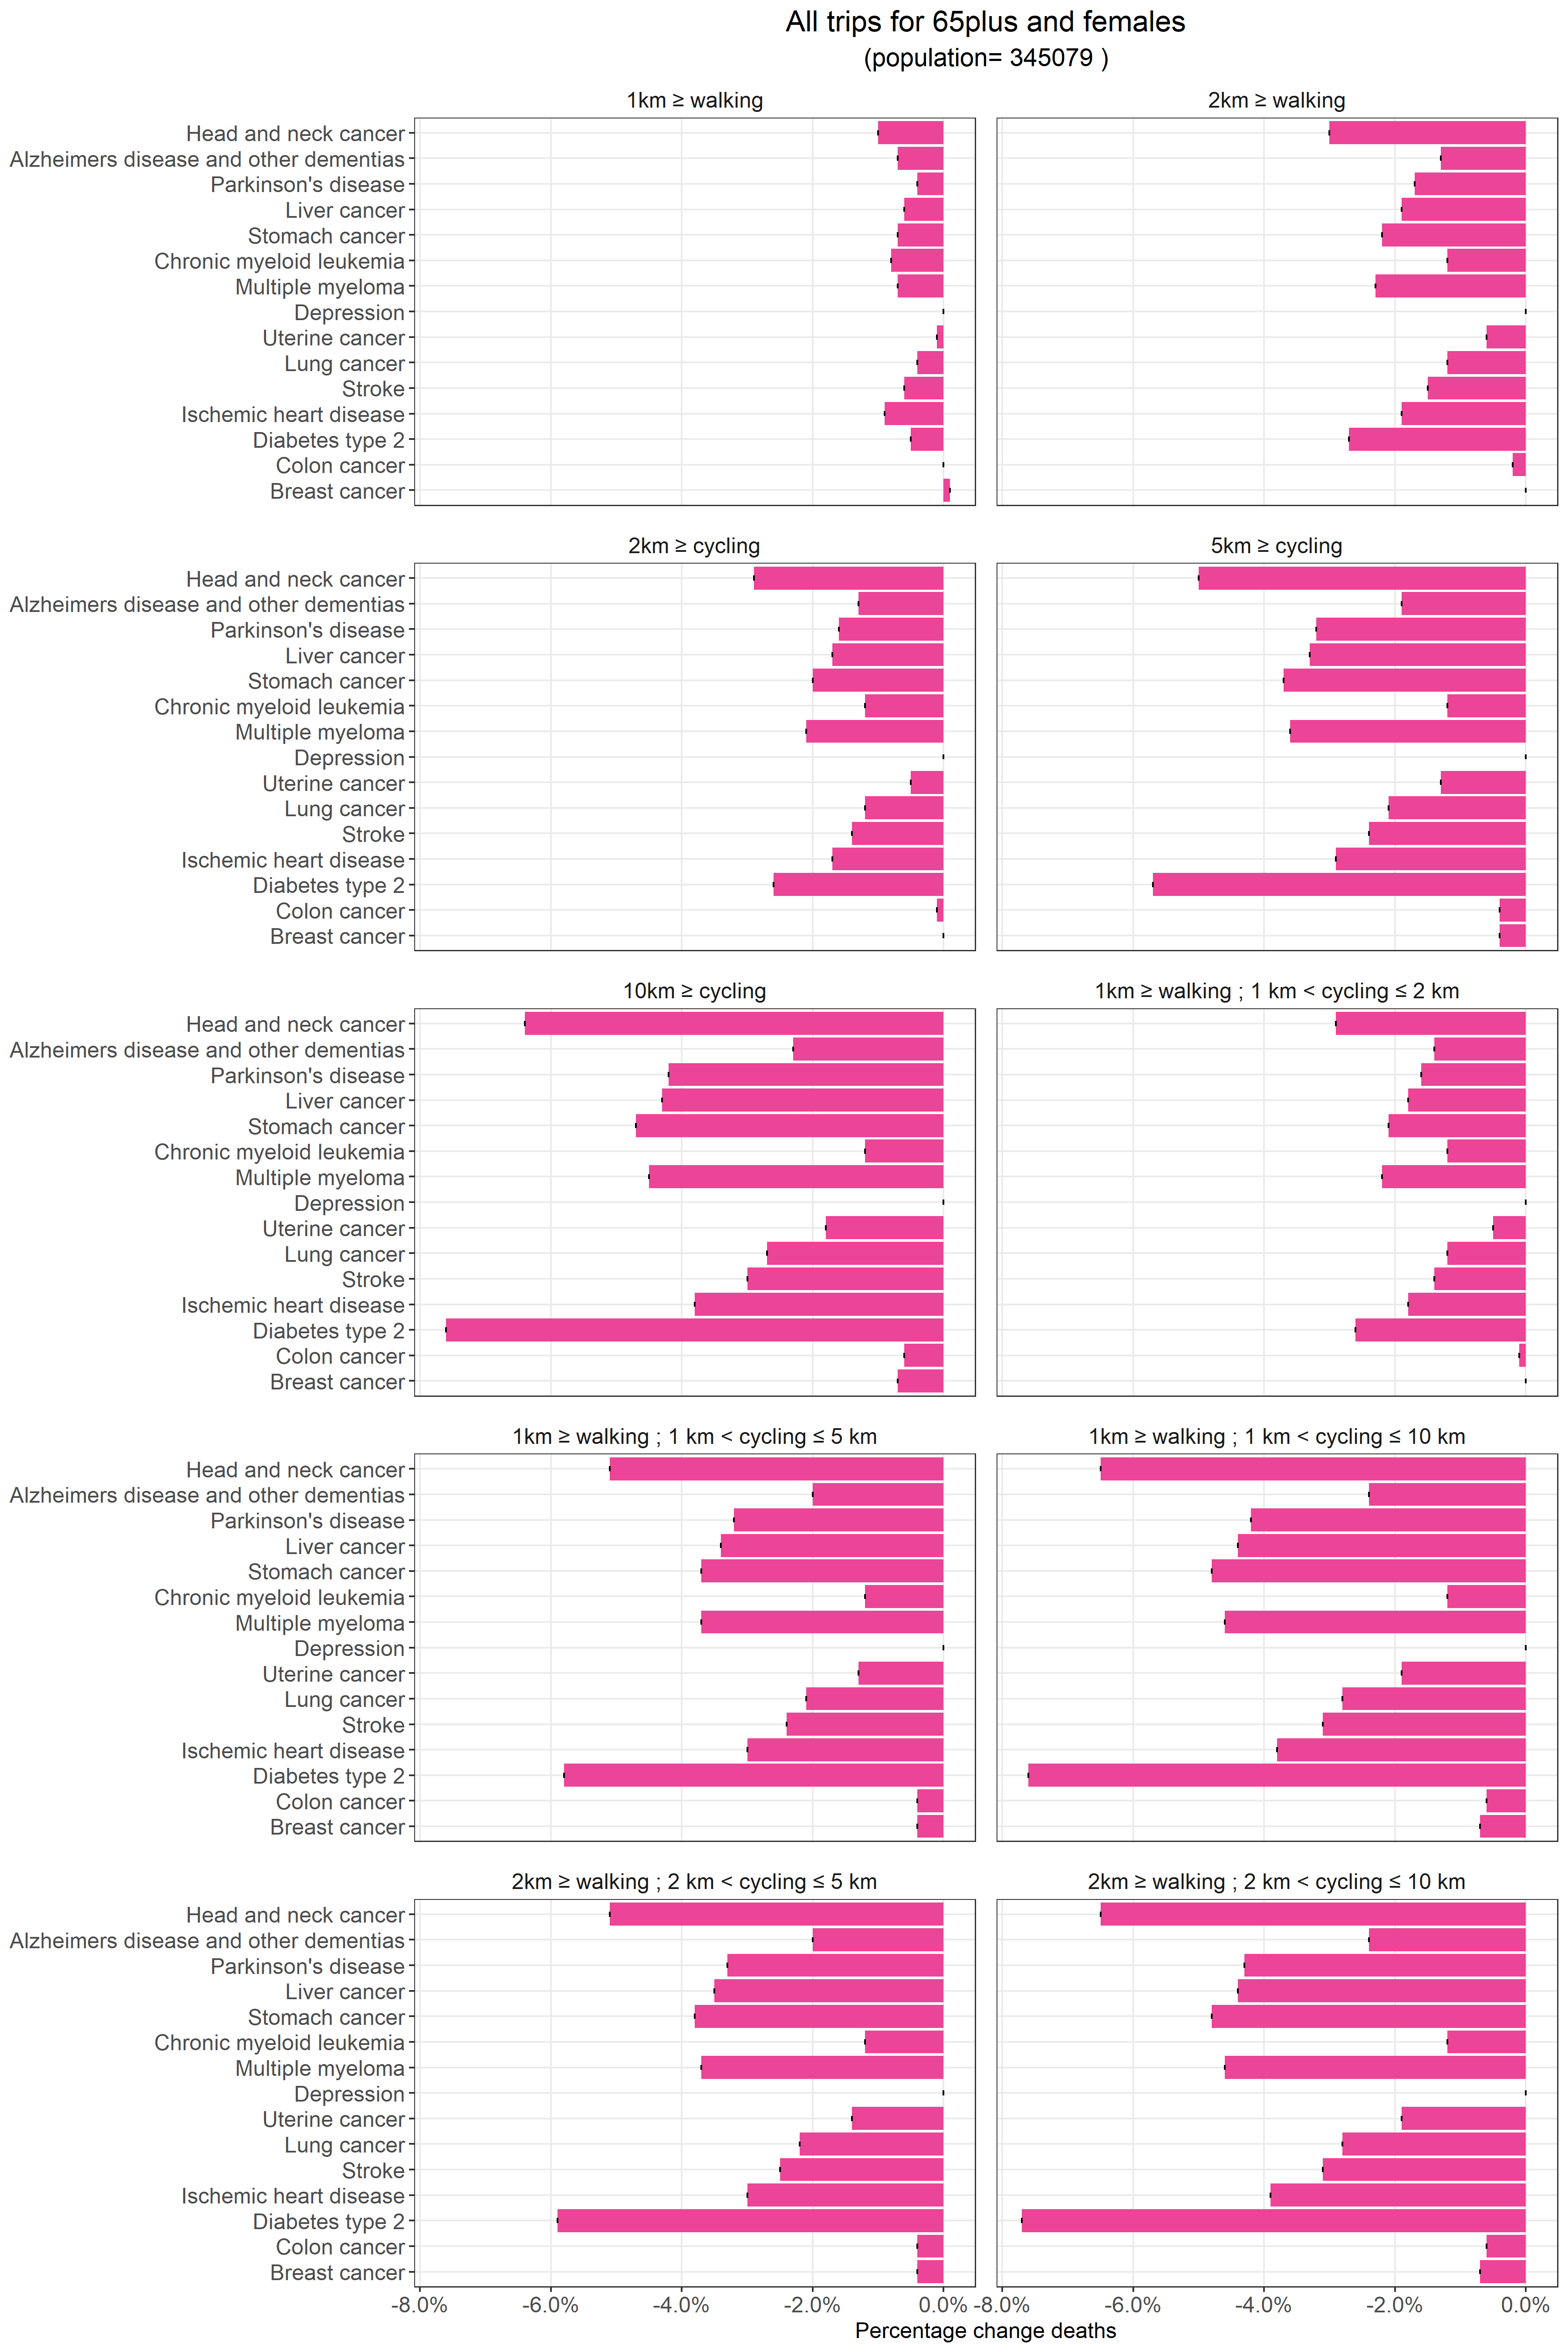 All trips for 65plus and females
(population= 345079 )
1km ≥ walking
2km ≥ walking
Head and neck cancer
Alzheimers disease and other dementias
Parkinson's disease
Liver cancer
Stomach cancer
Chronic myeloid leukemia
Multiple myeloma
Depression
Uterine cancer
Lung cancer
Stroke
Ischemic heart disease
Diabetes type 2
Colon cancer
Breast cancer
2km ≥ cycling
5km ≥ cycling
Head and neck cancer
Alzheimers disease and other dementias
Parkinson's disease
Liver cancer
Stomach cancer
Chronic myeloid leukemia
Multiple myeloma
Depression
Uterine cancer
Lung cancer
Stroke
Ischemic heart disease
Diabetes type 2
Colon cancer
Breast cancer
10km ≥ cycling
1km ≥ walking ; 1 km < cycling ≤ 2 km
Head and neck cancer
Alzheimers disease and other dementias
Parkinson's disease
Liver cancer
Stomach cancer
Chronic myeloid leukemia
Multiple myeloma
Depression
Uterine cancer
Lung cancer
Stroke
Ischemic heart disease
Diabetes type 2
Colon cancer
Breast cancer
1km ≥ walking ; 1 km < cycling ≤ 5 km
1km ≥ walking ; 1 km < cycling ≤ 10 km
Head and neck cancer
Alzheimers disease and other dementias
Parkinson's disease
Liver cancer
Stomach cancer
Chronic myeloid leukemia
Multiple myeloma
Depression
Uterine cancer
Lung cancer
Stroke
Ischemic heart disease
Diabetes type 2
Colon cancer
Breast cancer
2km ≥ walking ; 2 km < cycling ≤ 5 km
2km ≥ walking ; 2 km < cycling ≤ 10 km
Head and neck cancer
Alzheimers disease and other dementias
Parkinson's disease
Liver cancer
Stomach cancer
Chronic myeloid leukemia
Multiple myeloma
Depression
Uterine cancer
Lung cancer
Stroke
Ischemic heart disease
Diabetes type 2
Colon cancer
Breast cancer
-8.0% -6.0% -4.0% -2.0% 0.0% -8.0% -6.0% -4.0% -2.0% 0.0%
Percentage change deaths